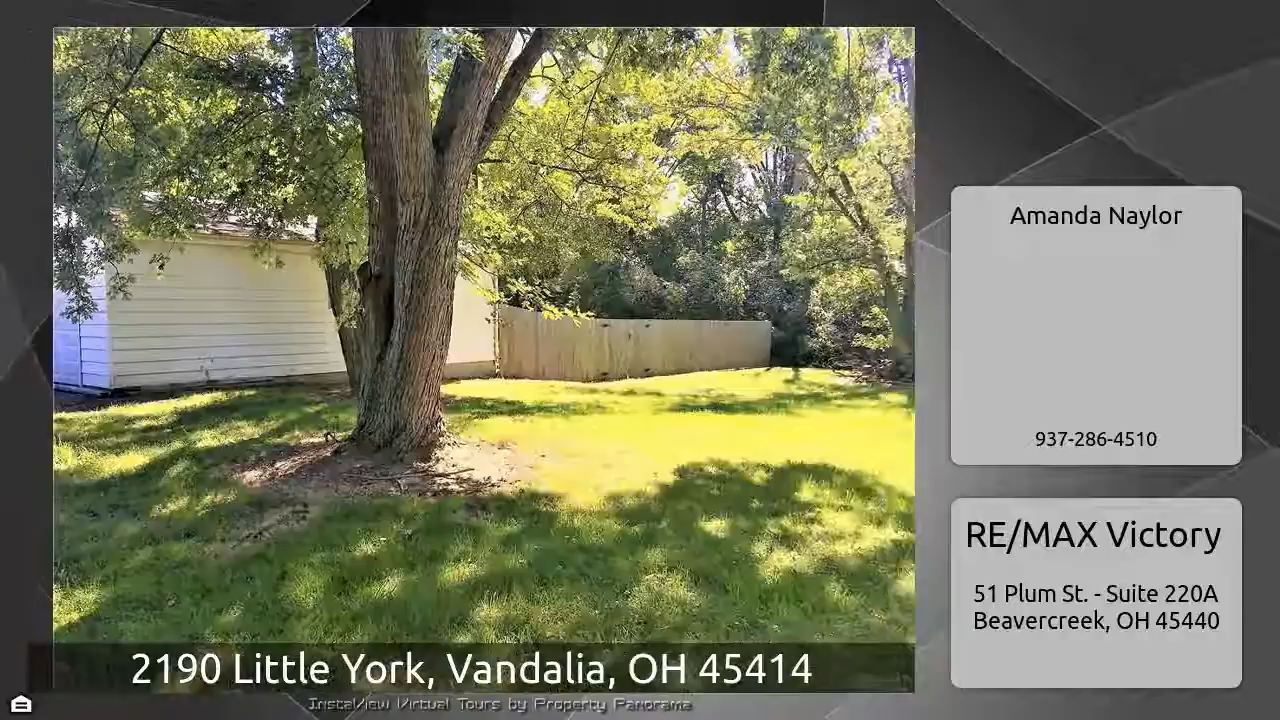 Amanda Naylor
937-286-4510
RE/MAX Victory
51 Plum St. - Suite 220A
Beavercreek, OH 45440
2190 Little York, Vandalia, OH 45414
InstaView Virtual Tours by Property Panorama